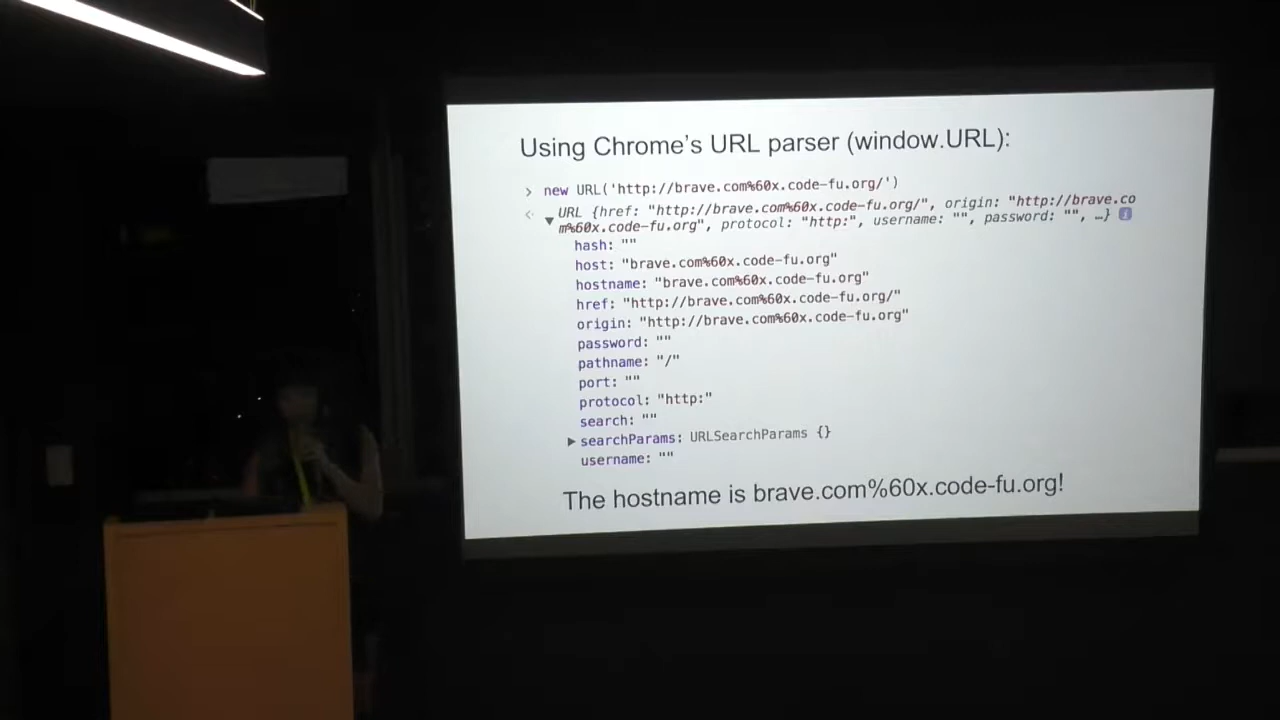 Using Chrome's URL parser (window.URL):
> new URL('http://brave.com%60x.code-fu.org/')
URL {href: "http://brave.com%60x.code-fu.org/", origin: "http://brave.co
m%60x.code-fu.org", protocol: "http:", username: "", password: "", …} i
hash: ""
host: "brave.com%60x.code-fu.org"
hostname: "brave.com%60x.code-fu.org"
href: "http://brave.com%60x.code-fu.org/"
origin: "http://brave.com%60x.code-fu.org"
password: ""
pathname: "/"
port: ""
protocol: "http:"
search: ""
searchParams: URLSearchParams {}
username: ""
The hostname is brave.com%60x.code-fu.org!